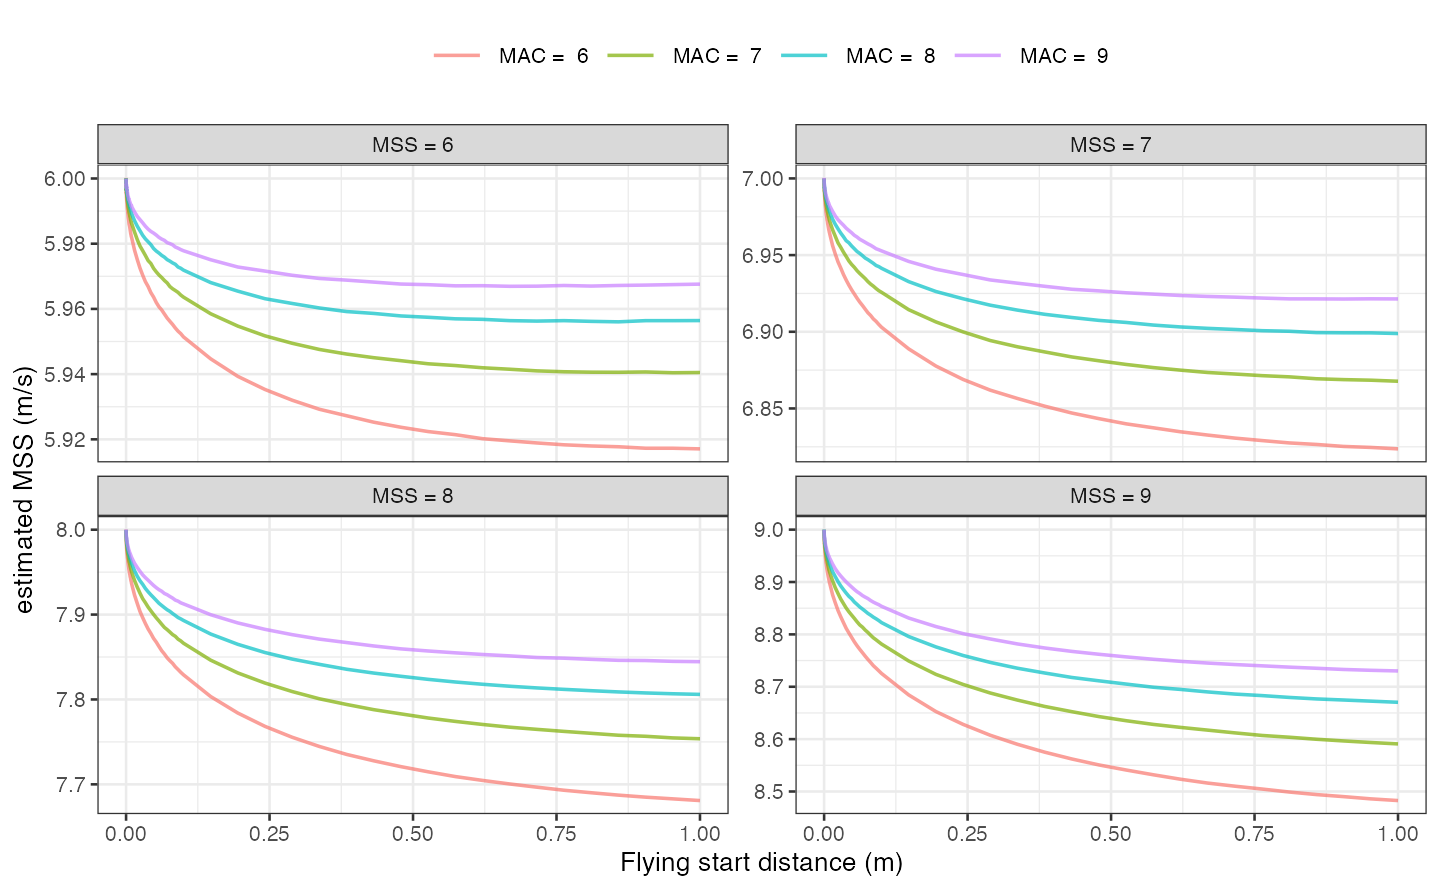 MAC = 6 MAC = 7 MAC = 8 MAC = 9
MSS = 6
6.00
5.98
5.96
5.94
5.92
MSS = 7
7.00
6.95
6.90
6.85
MSS = 8
8.0
7.9
7.8
7.7
0.00 0.25 0.50 0.75 1.00
MSS = 9
9.0
8.9
8.8
8.7
8.6
8.5
0.00 0.25 0.50 0.75 1.00
estimated MSS (m/s)
Flying start distance (m)